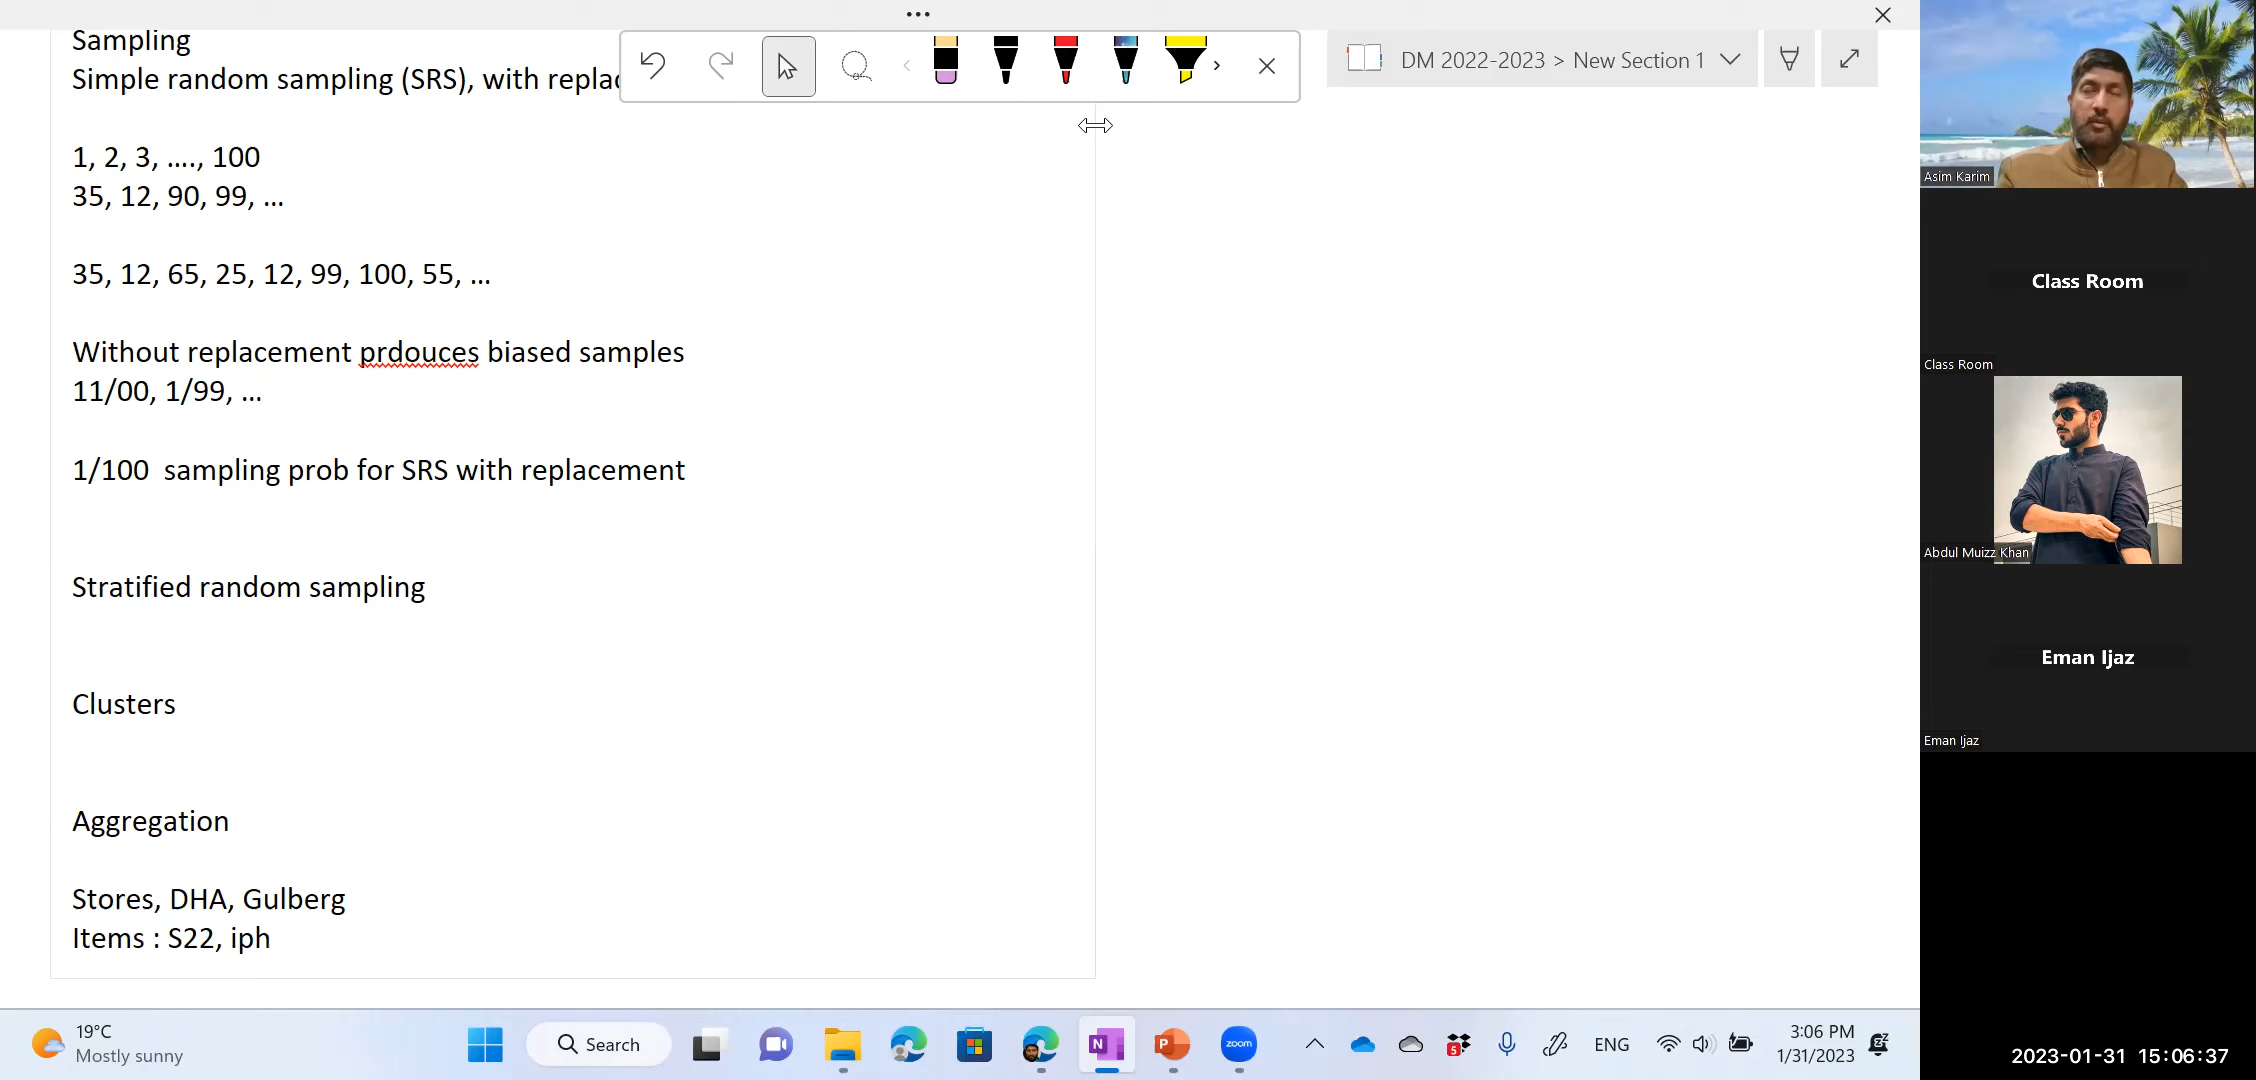 Sampling
Simple random sampling (SRS), with replac
1, 2, 3, ...., 100
35, 12, 90, 99, ...
35, 12, 65, 25, 12, 99, 100, 55, ...
Without replacement prdouces biased samples
11/00, 1/99, ...
1/100  sampling prob for SRS with replacement
Stratified random sampling
Clusters
Aggregation
Stores, DHA, Gulberg
Items : S22, iph
DM 2022-2023 > New Section 1
Asim Karim
Class Room
Class Room
Abdul Muizz Khan
Eman Ijaz
Eman Ijaz
19°C
Mostly sunny
Search
N
P
zoom
5
ENG
3:06 PM
1/31/2023
2023-01-31 15:06:37